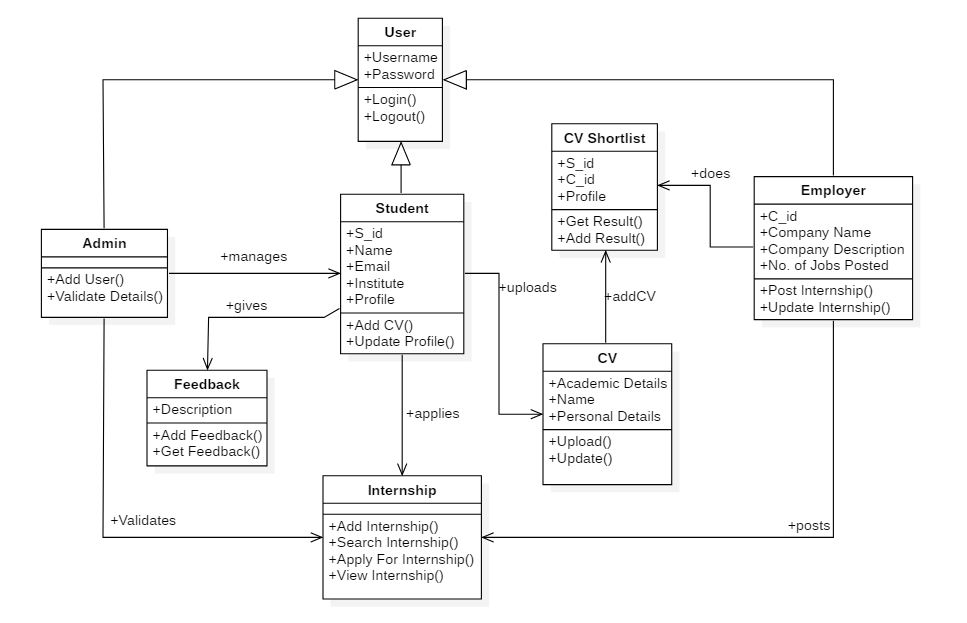 User
+Username
+Password
+Login()
+Logout()
CV Shortlist
+S_id
+C_id
+Profile
+Get Result()
+Add Result()
+does
Employer
+C_id
+Company Name
+Company Description
+No. of Jobs Posted
+Post Internship()
+Update Internship()
Student
+S_id
+Name
+Email
+Institute
+Profile
+Add CV()
+Update Profile()
Admin
+Add User()
+Validate Details()
+manages
+gives
+uploads
+addCV
Feedback
+Description
+Add Feedback()
+Get Feedback()
+applies
CV
+Academic Details
+Name
+Personal Details
+Upload()
+Update()
Internship
+Add Internship()
+Search Internship()
+Apply For Internship()
+View Internship()
+Validates
+posts